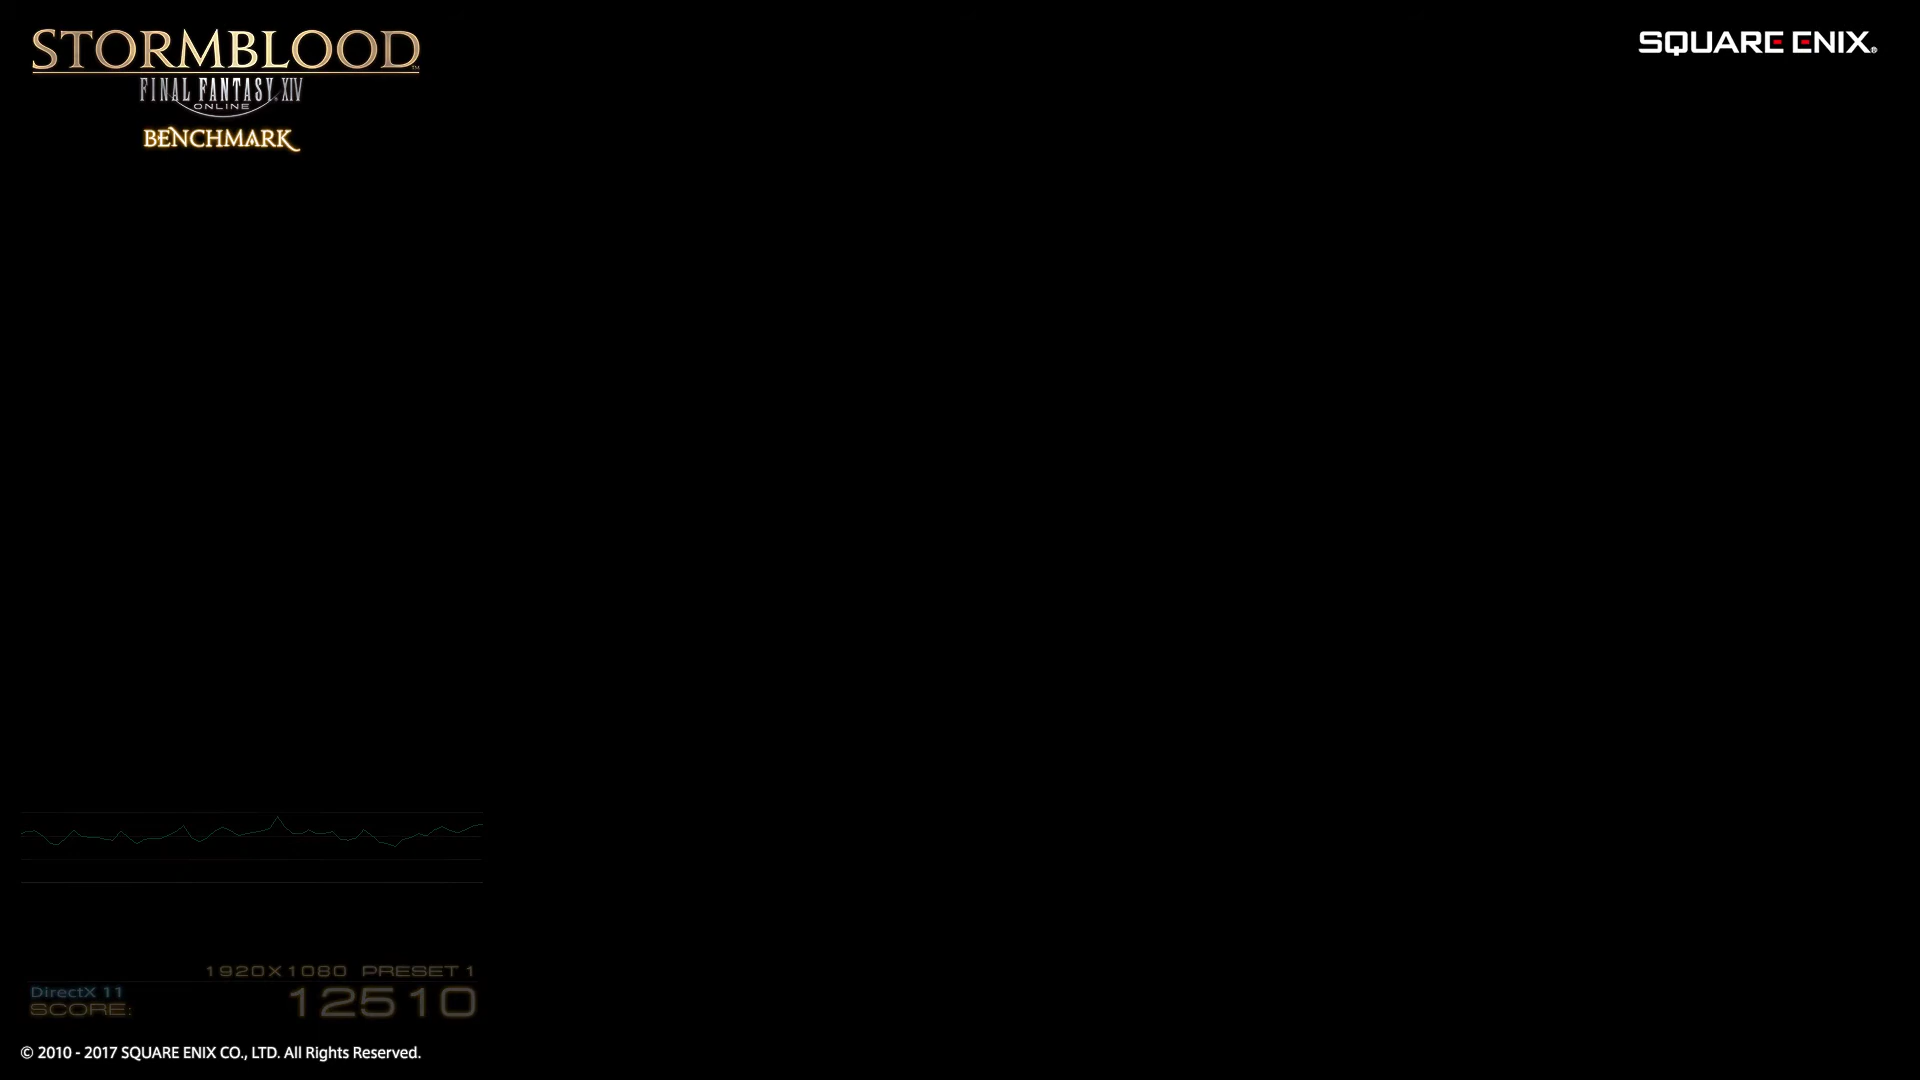 STORMBLOOD™
FINAL FANTASY® XIV
ONLINE
BENCHMARK
SQUARE ENIX®
1920X1080 PRESET 1
DirectX 11
SCORE: 12510
© 2010 - 2017 SQUARE ENIX CO., LTD. All Rights Reserved.